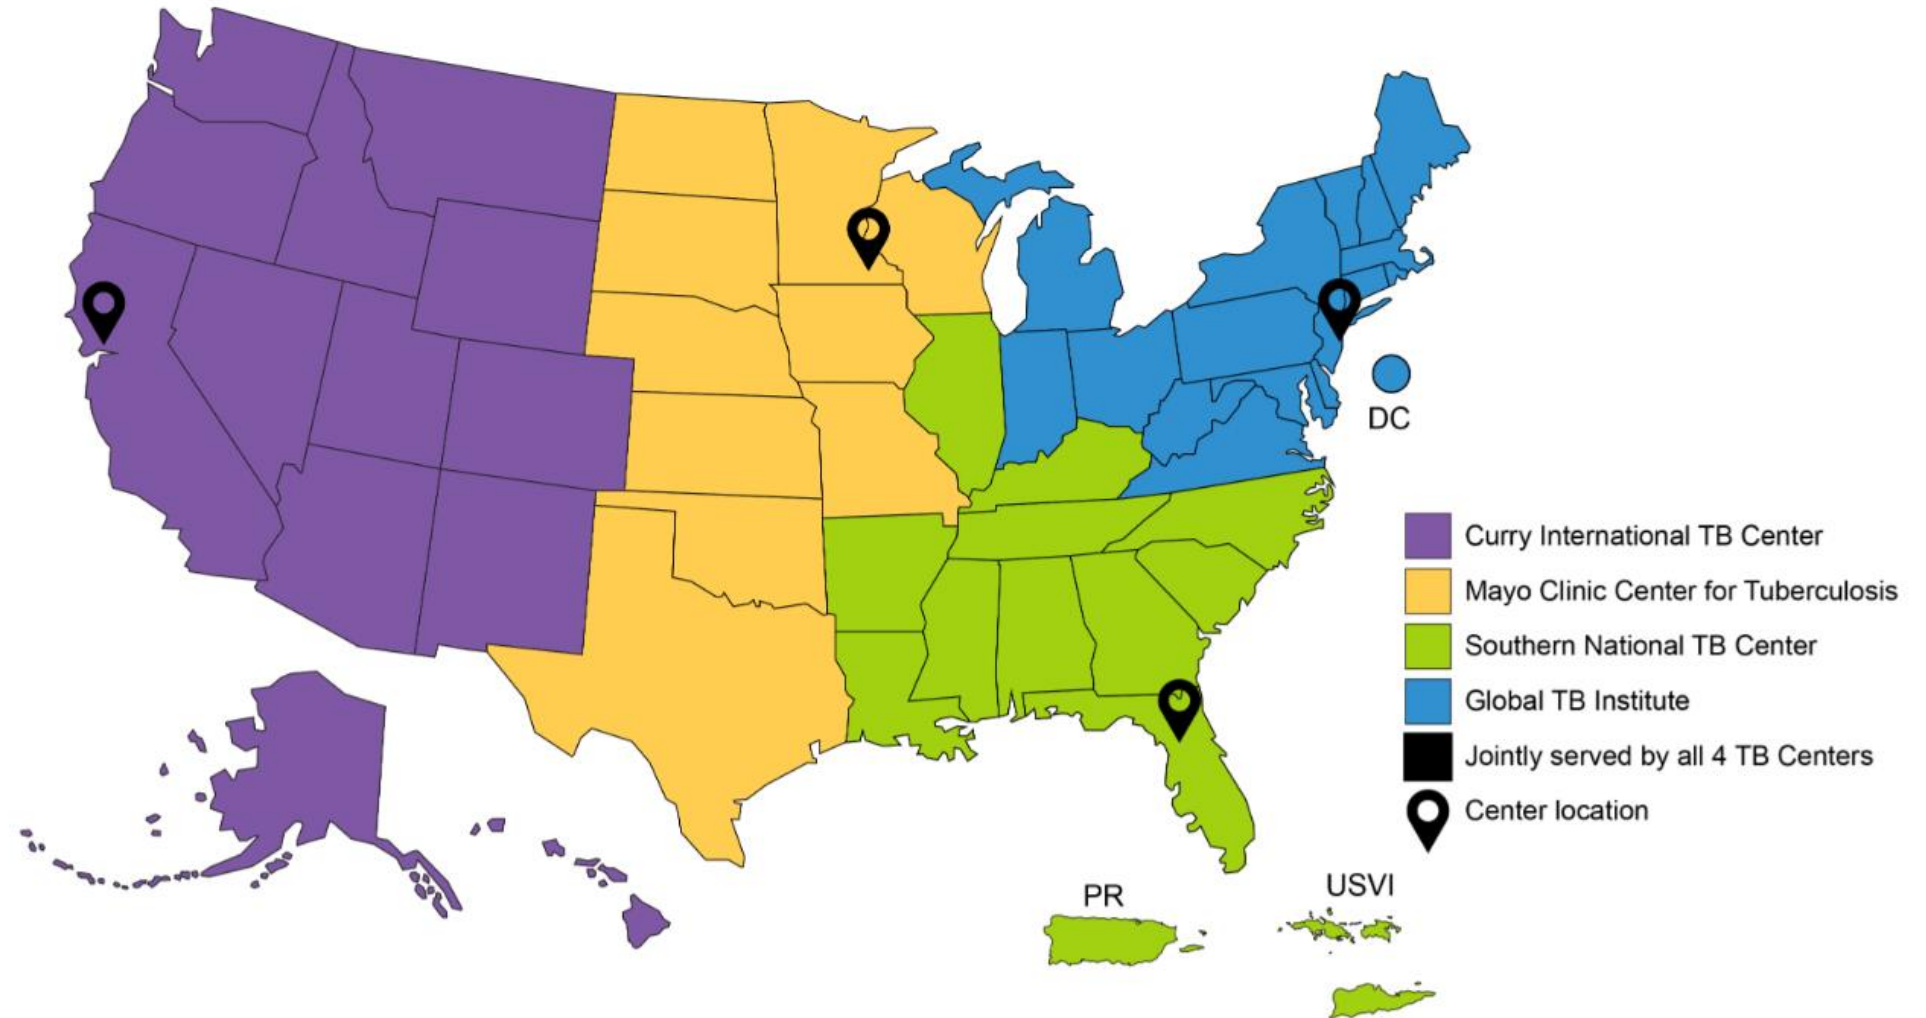 DC
Curry International TB Center
Mayo Clinic Center for Tuberculosis
Southern National TB Center
Global TB Institute
Jointly served by all 4 TB Centers
Center location
PR
USVI